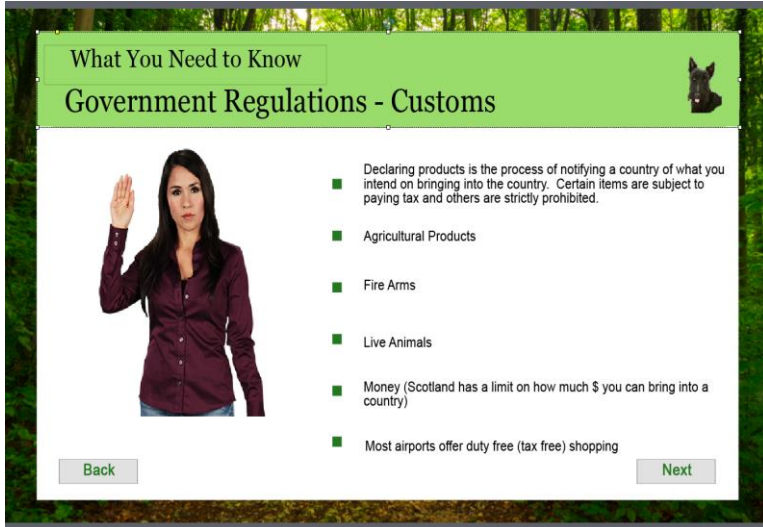 What You Need to Know
Government Regulations - Customs
Declaring products is the process of notifying a country of what you
intend on bringing into the country. Certain items are subject to
paying tax and others are strictly prohibited.
Agricultural Products
Fire Arms
Live Animals
Money (Scotland has a limit on how much $ you can bring into a
country)
Most airports offer duty free (tax free) shopping
Back
Next